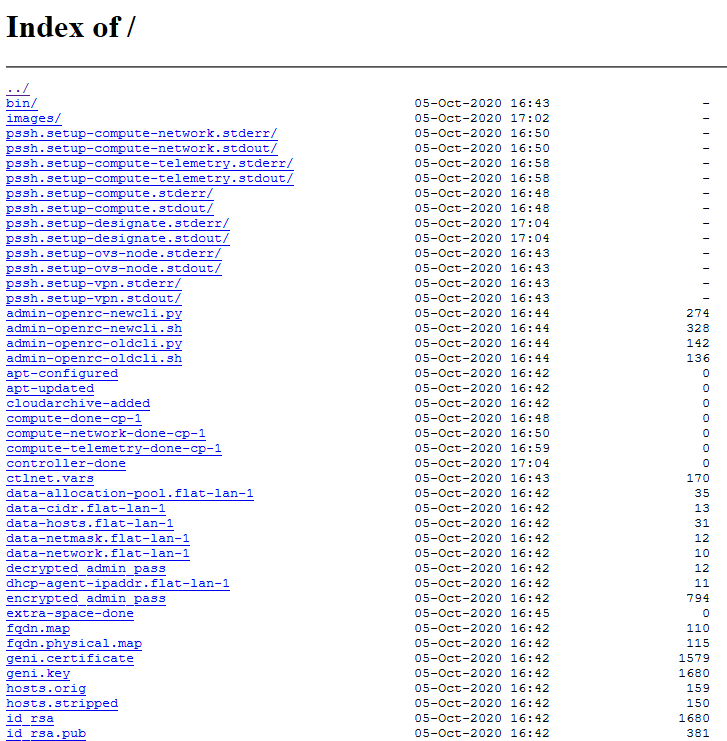 Index of /
../
bin/ 05-Oct-2020 16:43 -
images/ 05-Oct-2020 17:02 -
pssh.setup-compute-network.stderr/ 05-Oct-2020 16:50 -
pssh.setup-compute-network.stdout/ 05-Oct-2020 16:50 -
pssh.setup-compute-telemetry.stderr/ 05-Oct-2020 16:58 -
pssh.setup-compute-telemetry.stdout/ 05-Oct-2020 16:58 -
pssh.setup-compute.stderr/ 05-Oct-2020 16:48 -
pssh.setup-compute.stdout/ 05-Oct-2020 16:48 -
pssh.setup-designate.stderr/ 05-Oct-2020 17:04 -
pssh.setup-designate.stdout/ 05-Oct-2020 17:04 -
pssh.setup-ovs-node.stderr/ 05-Oct-2020 16:43 -
pssh.setup-ovs-node.stdout/ 05-Oct-2020 16:43 -
pssh.setup-vpn.stderr/ 05-Oct-2020 16:43 -
pssh.setup-vpn.stdout/ 05-Oct-2020 16:43 -
admin-openrc-newcli.py 05-Oct-2020 16:44 274
admin-openrc-newcli.sh 05-Oct-2020 16:44 328
admin-openrc-oldcli.py 05-Oct-2020 16:44 142
admin-openrc-oldcli.sh 05-Oct-2020 16:44 136
apt-configured 05-Oct-2020 16:42 0
apt-updated 05-Oct-2020 16:42 0
cloudarchive-added 05-Oct-2020 16:42 0
compute-done-cp-1 05-Oct-2020 16:48 0
compute-network-done-cp-1 05-Oct-2020 16:50 0
compute-telemetry-done-cp-1 05-Oct-2020 16:59 0
controller-done 05-Oct-2020 17:04 0
ctlnet.vars 05-Oct-2020 16:43 170
data-allocation-pool.flat-lan-1 05-Oct-2020 16:42 35
data-cidr.flat-lan-1 05-Oct-2020 16:42 13
data-hosts.flat-lan-1 05-Oct-2020 16:42 31
data-netmask.flat-lan-1 05-Oct-2020 16:42 12
data-network.flat-lan-1 05-Oct-2020 16:42 10
decrypted_admin_pass 05-Oct-2020 16:42 12
dhcp-agent-ipaddr.flat-lan-1 05-Oct-2020 16:42 11
encrypted_admin_pass 05-Oct-2020 16:42 794
extra-space-done 05-Oct-2020 16:45 0
fqdn.map 05-Oct-2020 16:42 110
fqdn.physical.map 05-Oct-2020 16:42 115
geni.certificate 05-Oct-2020 16:42 1579
geni.key 05-Oct-2020 16:42 1680
hosts.orig 05-Oct-2020 16:42 159
hosts.stripped 05-Oct-2020 16:42 150
id_rsa 05-Oct-2020 16:42 1680
id_rsa.pub 05-Oct-2020 16:42 381